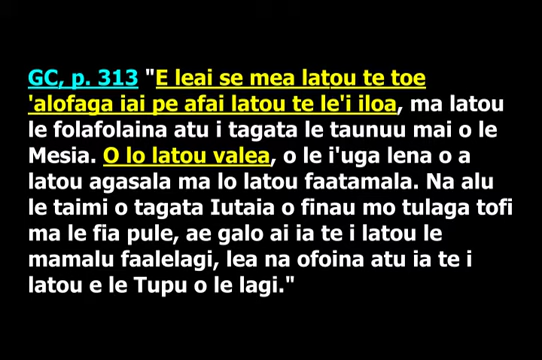 GC, p. 313 "E leai se mea latou te toe
'alofaga iai pe afai latou te le'i iloa, ma latou
le folafolaina atu i tagata le taunuu mai o le
Mesia. O lo latou valea, o le i'uga lena o a
latou agasala ma lo latou faatamala. Na alu
le taimi o tagata Iutaia o finau mo tulaga tofi
ma le fia pule, ae galo ai ia te i latou le
mamalu faalelagi, lea na ofoina atu ia te i
latou e le Tupu o le lagi."